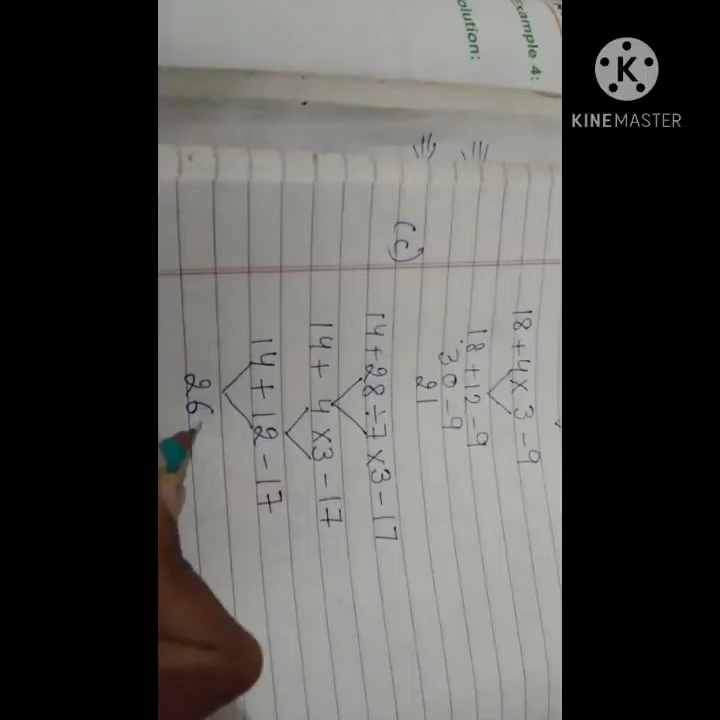 Example 4:
Solution:
18 + 4 × 3 - 9
18 + 12 - 9
30 - 9
21
(c)
14 + 28 ÷ 7 × 3 - 17
14 + 4 × 3 - 17
14 + 12 - 17
26
KINEMASTER